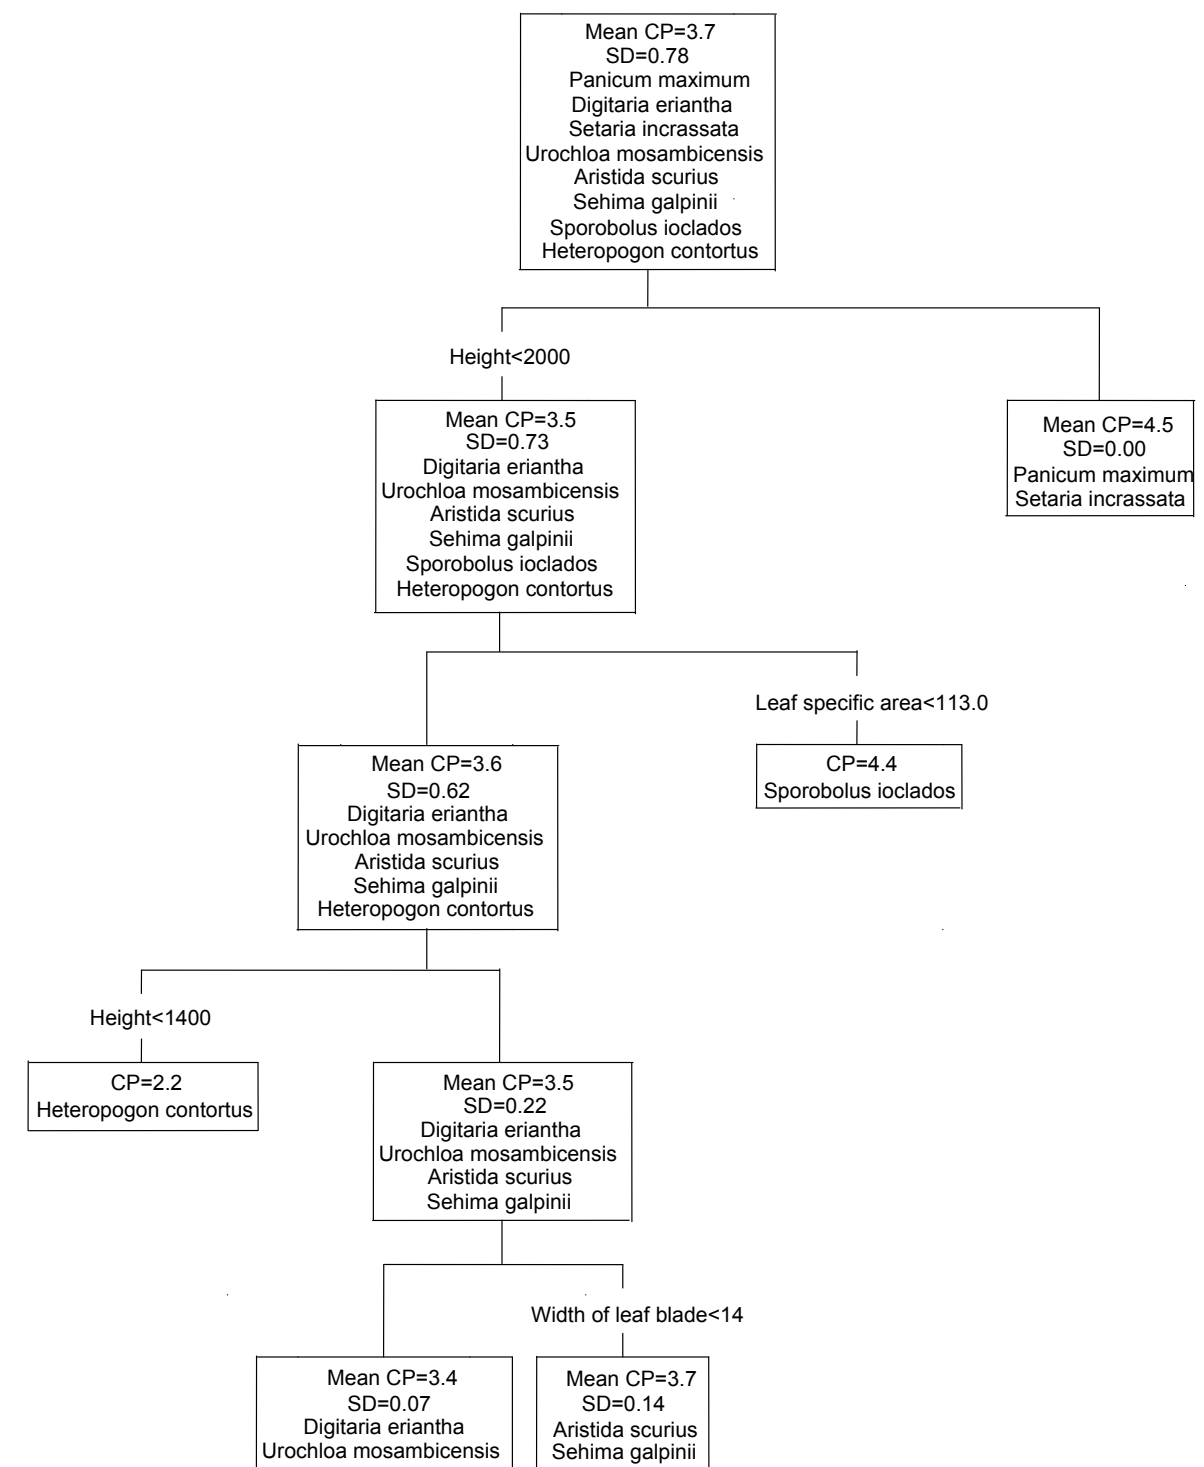 Mean CP=3.7
SD=0.78
Panicum maximum
Digitaria eriantha
Setaria incrassata
Urochloa mosambicensis
Aristida scurius
Sehima galpinii
Sporobolus ioclados
Heteropogon contortus
Height<2000
Mean CP=3.5
SD=0.73
Digitaria eriantha
Urochloa mosambicensis
Aristida scurius
Sehima galpinii
Sporobolus ioclados
Heteropogon contortus
Mean CP=4.5
SD=0.00
Panicum maximum
Setaria incrassata
Leaf specific area<113.0
Mean CP=3.6
SD=0.62
Digitaria eriantha
Urochloa mosambicensis
Aristida scurius
Sehima galpinii
Heteropogon contortus
CP=4.4
Sporobolus ioclados
Height<1400
CP=2.2
Heteropogon contortus
Mean CP=3.5
SD=0.22
Digitaria eriantha
Urochloa mosambicensis
Aristida scurius
Sehima galpinii
Width of leaf blade<14
Mean CP=3.4
SD=0.07
Digitaria eriantha
Urochloa mosambicensis
Mean CP=3.7
SD=0.14
Aristida scurius
Sehima galpinii